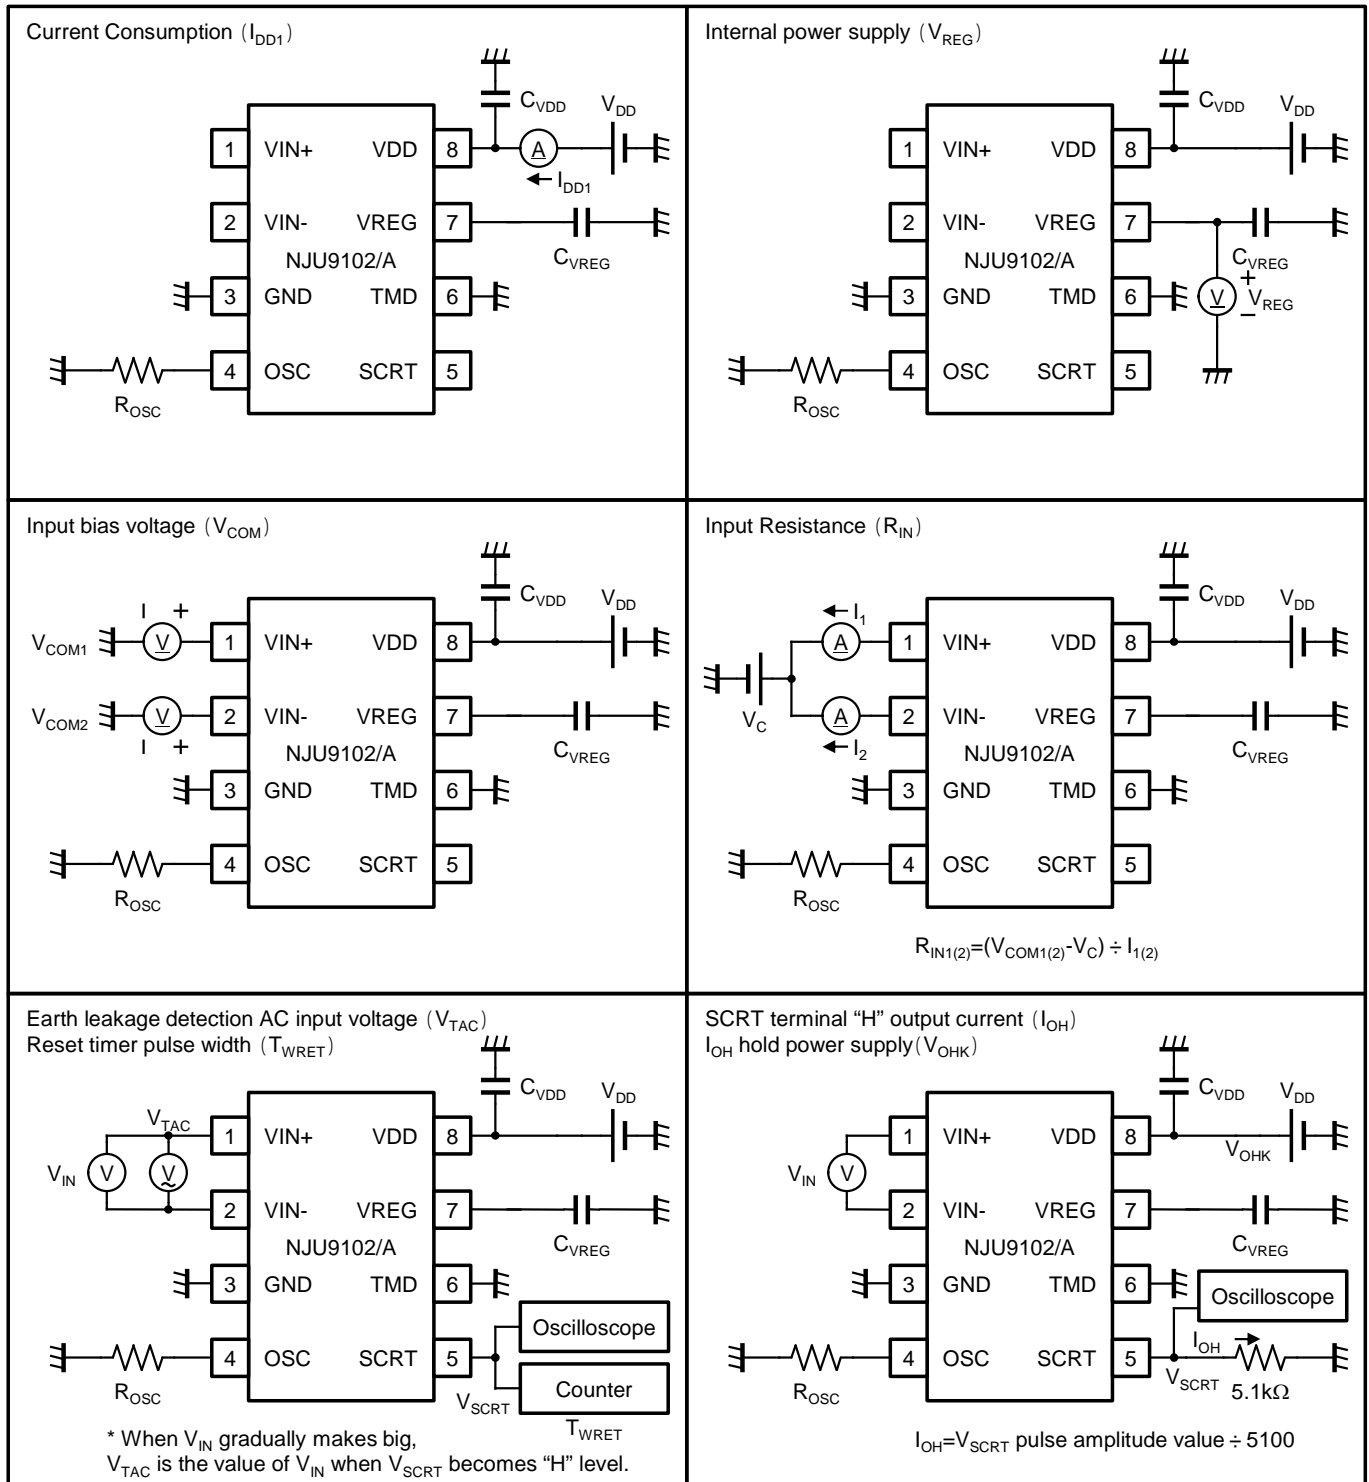 Current Consumption (IDD1)
CVDD
VDD
1 VIN+ VDD 8 A
IDD1
2 VIN- VREG 7
CVREG
NJU9102/A
3 GND TMD 6
4 OSC SCRT 5
ROSC
Internal power supply (VREG)
CVDD
VDD
1 VIN+ VDD 8
2 VIN- VREG 7
CVREG
NJU9102/A
3 GND TMD 6 V + − VREG
4 OSC SCRT 5
ROSC
Input bias voltage (VCOM)
CVDD
VDD
− +
VCOM1 V 1 VIN+ VDD 8
VCOM2 V 2 VIN- VREG 7
− +
CVREG
NJU9102/A
3 GND TMD 6
4 OSC SCRT 5
ROSC
Input Resistance (RIN)
CVDD
VDD
I1
A 1 VIN+ VDD 8
VC
A 2 VIN- VREG 7
I2
CVREG
NJU9102/A
3 GND TMD 6
4 OSC SCRT 5
ROSC
RIN1(2)=(VCOM1(2)-VC) ÷ I1(2)
Earth leakage detection AC input voltage (VTAC)
Reset timer pulse width (TWRET)
CVDD
VDD
VTAC
1 VIN+ VDD 8
VIN V V
2 VIN- VREG 7
CVREG
NJU9102/A
3 GND TMD 6
Oscilloscope
4 OSC SCRT 5
ROSC
VSCRT
Counter
TWRET
* When VIN gradually makes big,
VTAC is the value of VIN when VSCRT becomes “H” level.
SCRT terminal “H” output current (IOH)
IOH hold power supply(VOHK)
CVDD
VDD
1 VIN+ VDD 8
VOHK
VIN V
2 VIN- VREG 7
CVREG
NJU9102/A
3 GND TMD 6
Oscilloscope
IOH
4 OSC SCRT 5
ROSC
VSCRT
5.1kΩ
IOH=VSCRT pulse amplitude value ÷ 5100